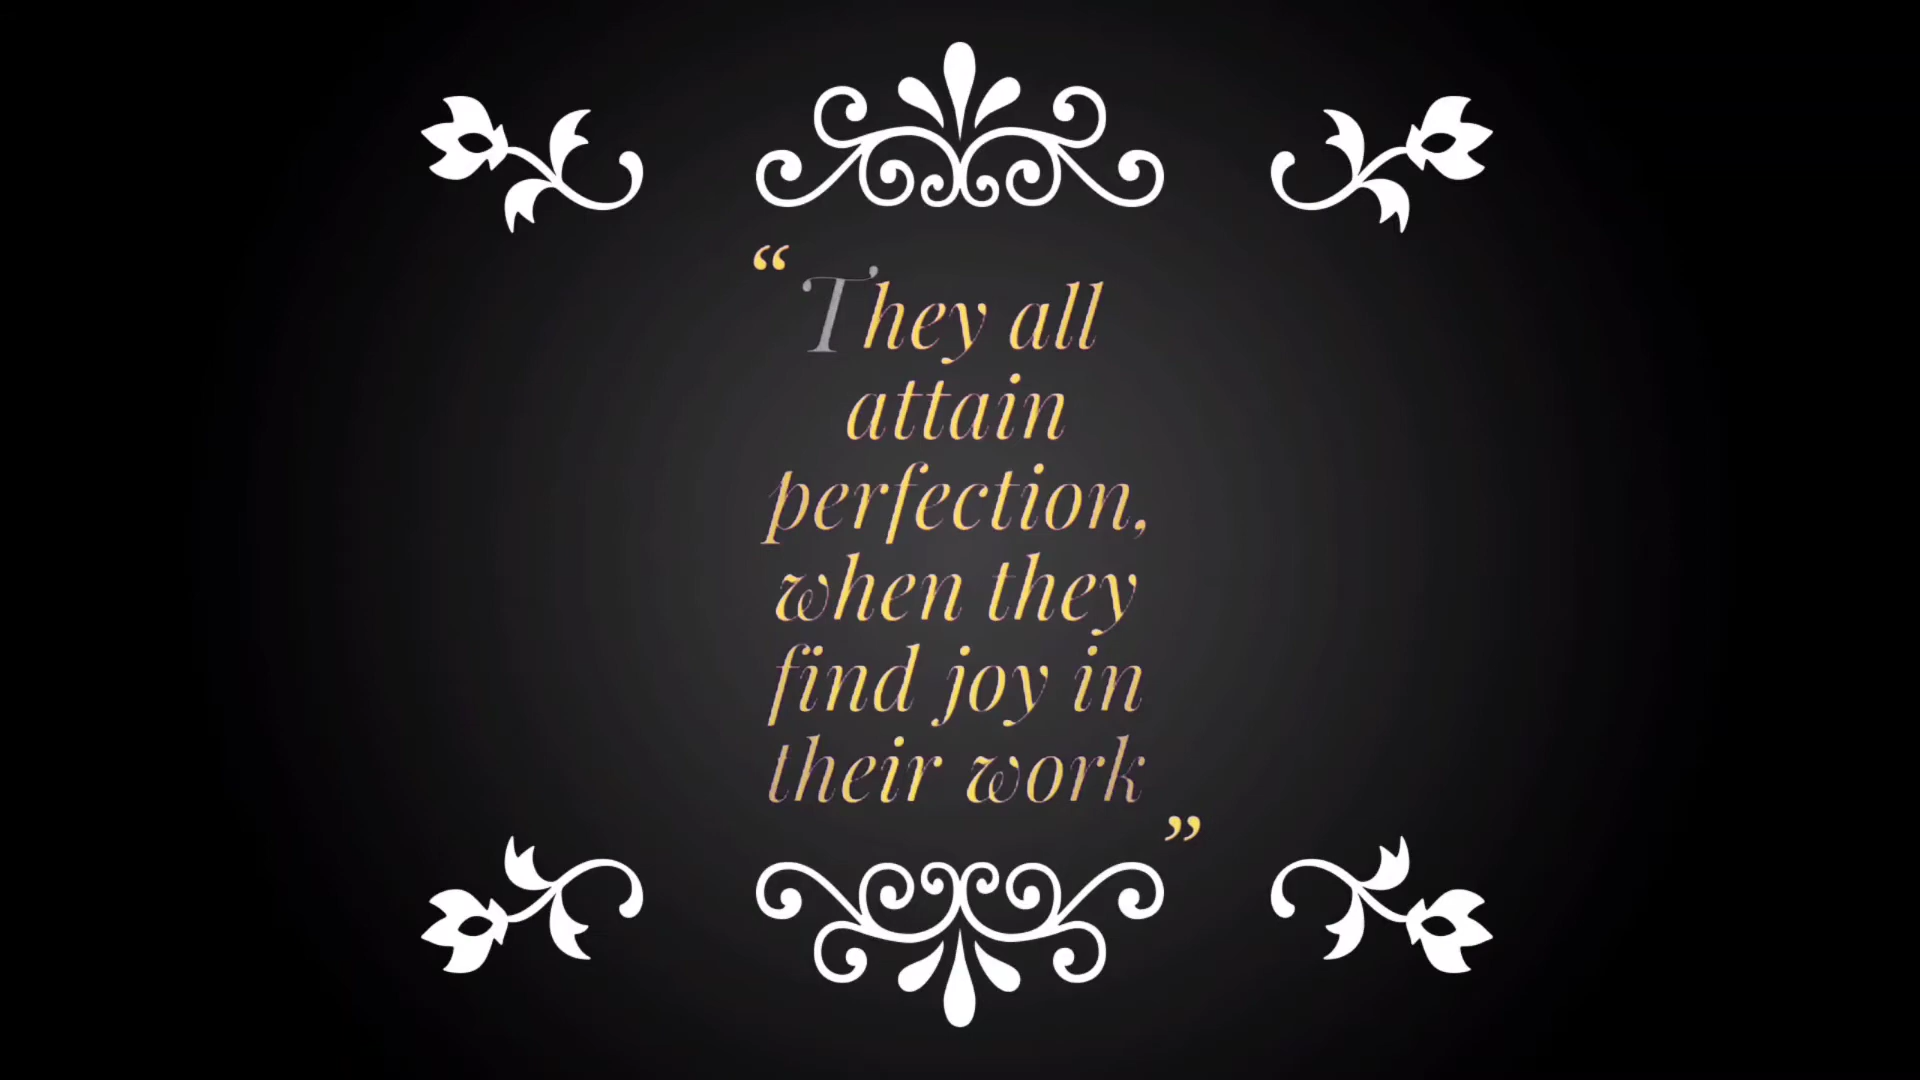 “They all
attain
perfection,
when they
find joy in
their work”